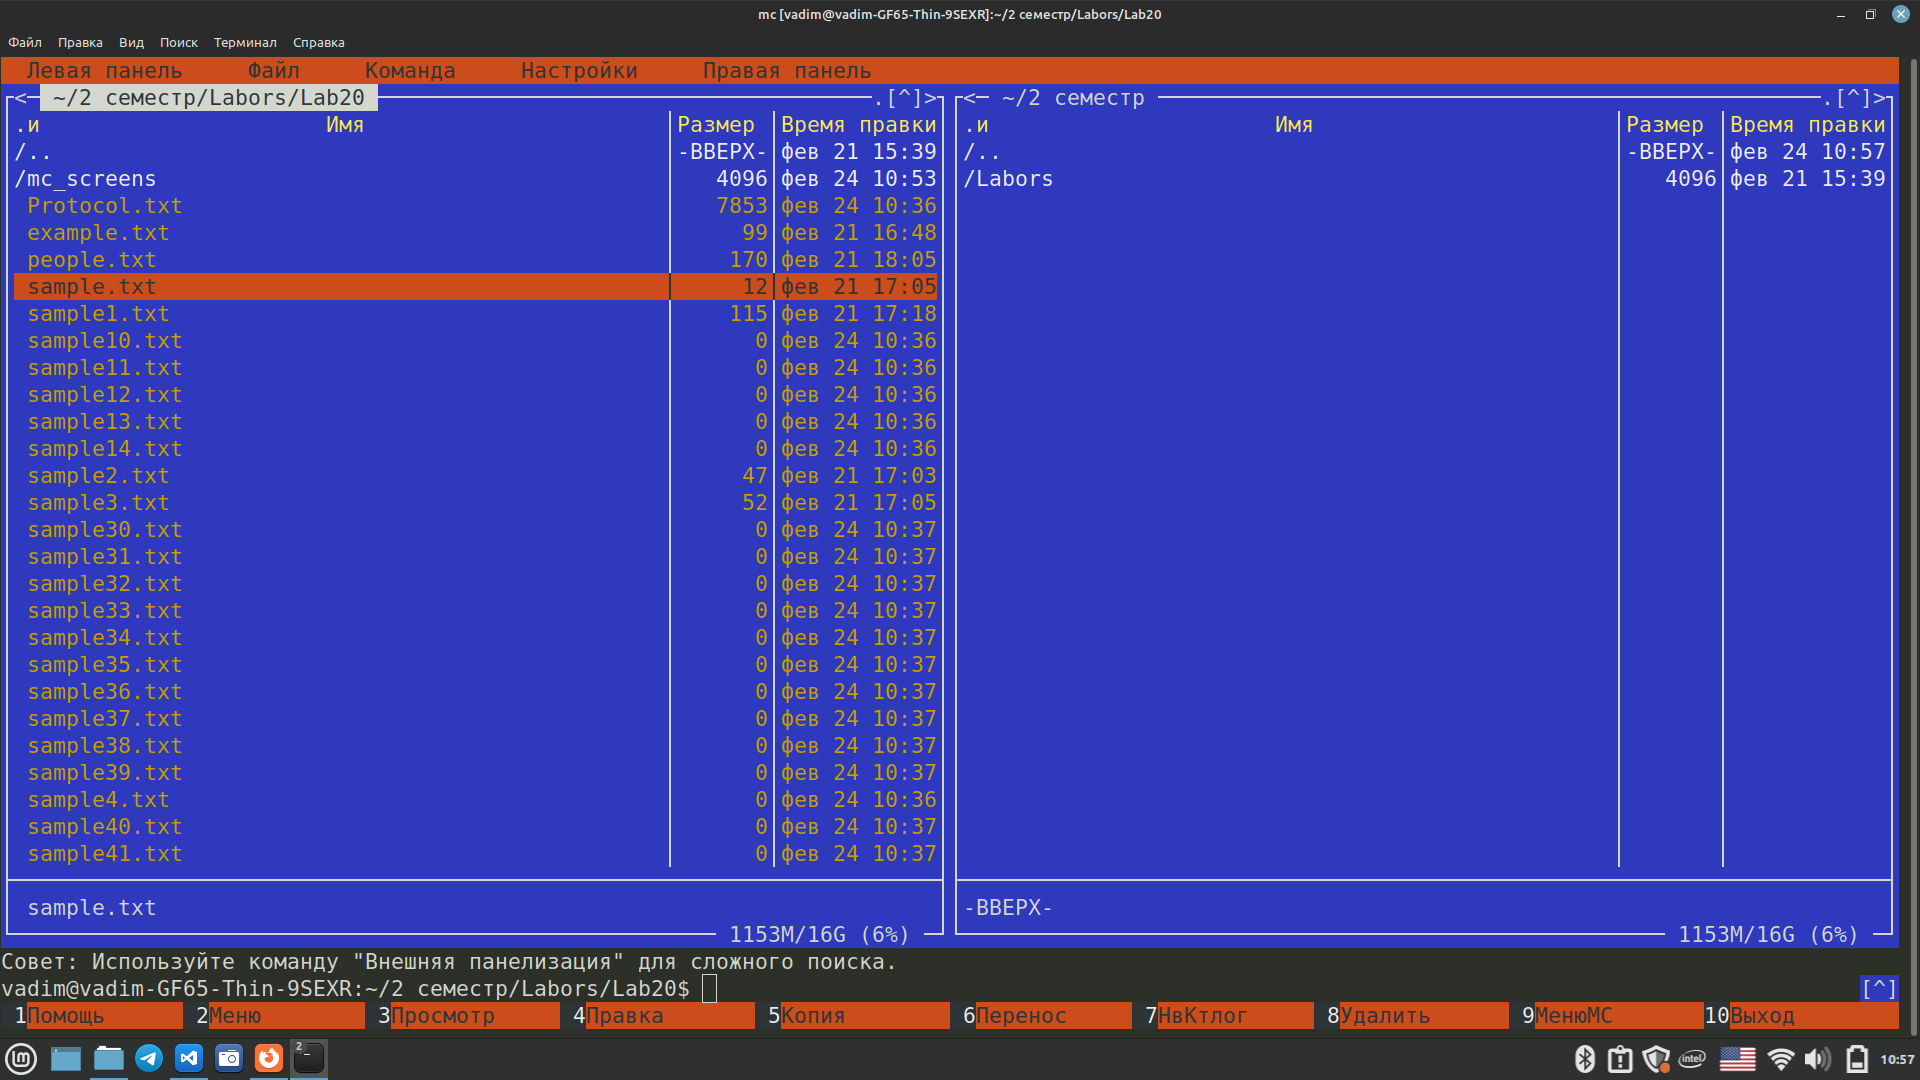 mc [vadim@vadim-GF65-Thin-9SEXR]:~/2 семестр/Labors/Lab20
Файл Правка Вид Поиск Терминал Справка
Левая панель Файл Команда Настройки Правая панель
<─ ~/2 семестр/Labors/Lab20 .[^]> <─ ~/2 семестр .[^]>
.и Имя Размер Время правки .и Имя Размер Время правки
/.. -ВВЕРХ- фев 21 15:39 /.. -ВВЕРХ- фев 24 10:57
/mc_screens 4096 фев 24 10:53 /Labors 4096 фев 21 15:39
Protocol.txt 7853 фев 24 10:36
example.txt 99 фев 21 16:48
people.txt 170 фев 21 18:05
sample.txt 12 фев 21 17:05
sample1.txt 115 фев 21 17:18
sample10.txt 0 фев 24 10:36
sample11.txt 0 фев 24 10:36
sample12.txt 0 фев 24 10:36
sample13.txt 0 фев 24 10:36
sample14.txt 0 фев 24 10:36
sample2.txt 47 фев 21 17:03
sample3.txt 52 фев 21 17:05
sample30.txt 0 фев 24 10:37
sample31.txt 0 фев 24 10:37
sample32.txt 0 фев 24 10:37
sample33.txt 0 фев 24 10:37
sample34.txt 0 фев 24 10:37
sample35.txt 0 фев 24 10:37
sample36.txt 0 фев 24 10:37
sample37.txt 0 фев 24 10:37
sample38.txt 0 фев 24 10:37
sample39.txt 0 фев 24 10:37
sample4.txt 0 фев 24 10:36
sample40.txt 0 фев 24 10:37
sample41.txt 0 фев 24 10:37
sample.txt -ВВЕРХ-
1153M/16G (6%) 1153M/16G (6%)
Совет: Используйте команду "Внешняя панелизация" для сложного поиска.
vadim@vadim-GF65-Thin-9SEXR:~/2 семестр/Labors/Lab20$ [^]
1Помощь 2Меню 3Просмотр 4Правка 5Копия 6Перенос 7НвКтлог 8Удалить 9МенюМС 10Выход
2 intel 10:57